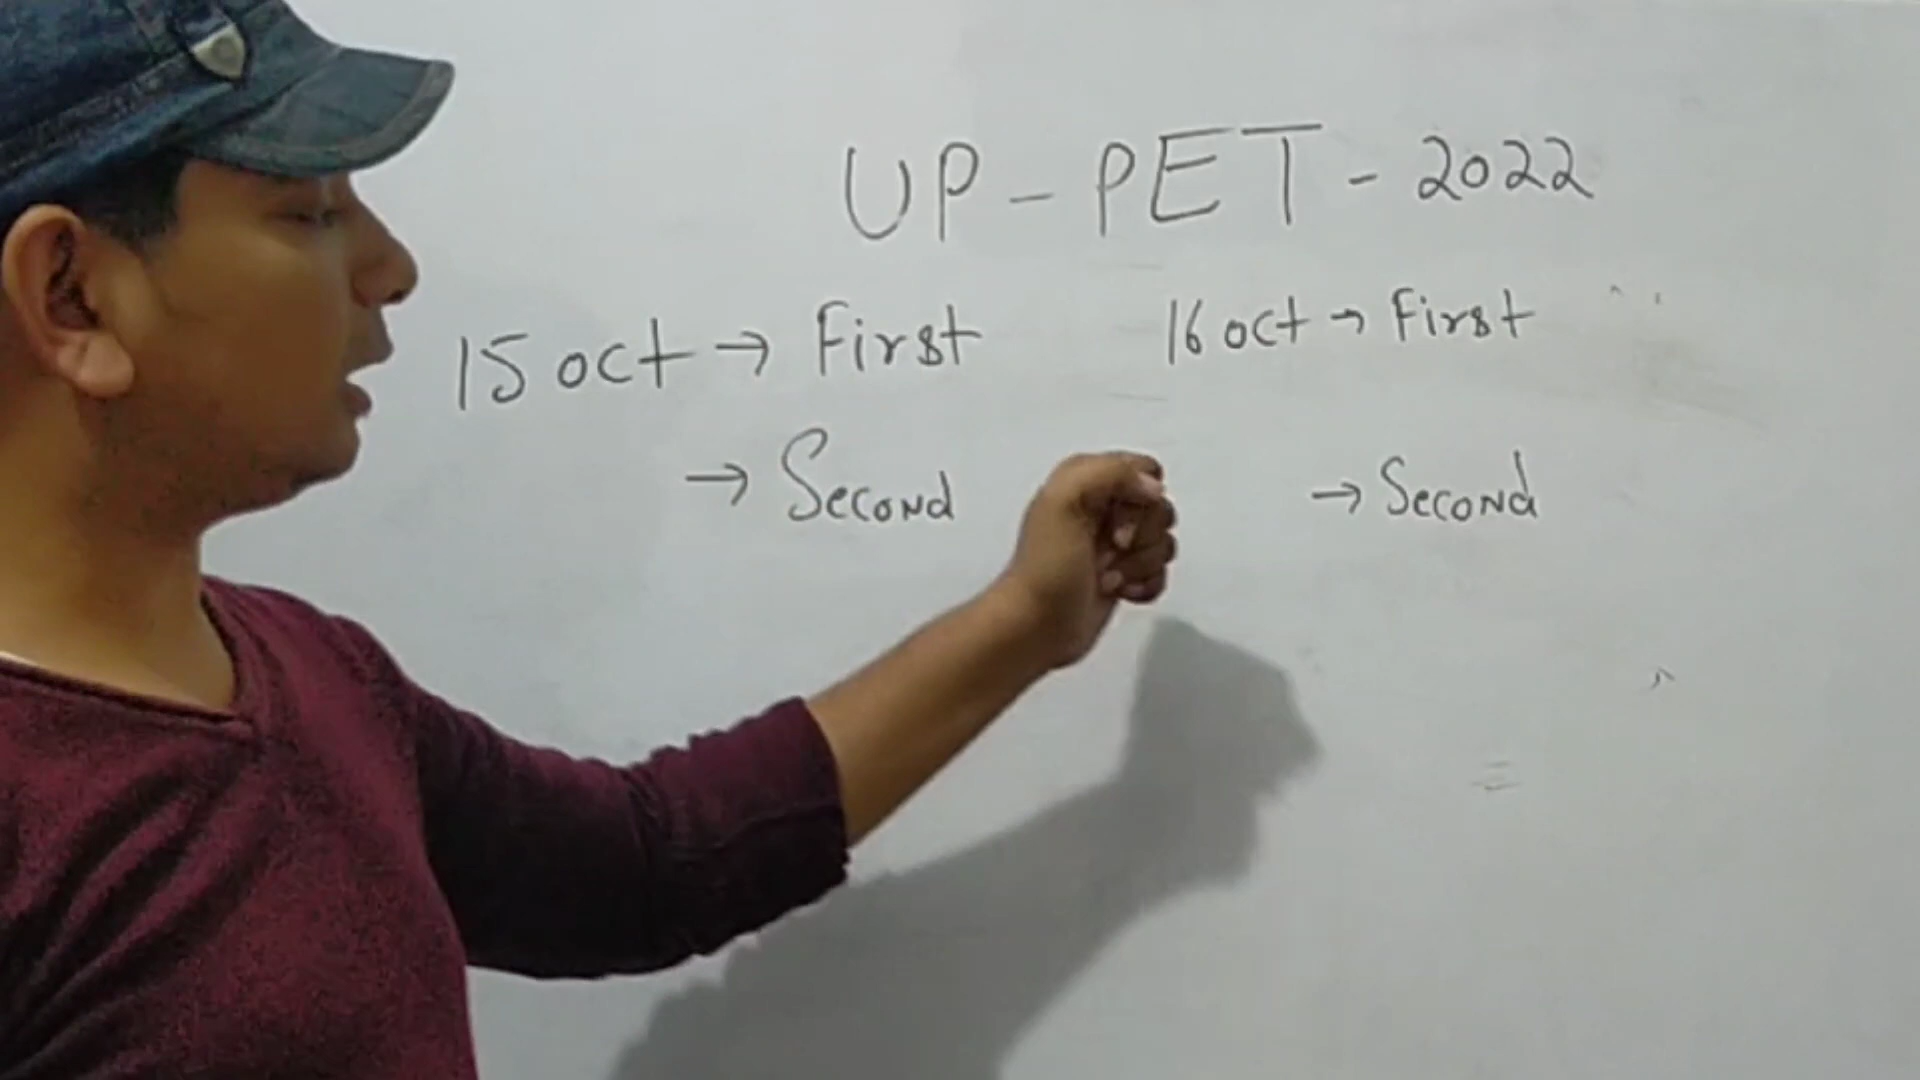 UP - PET - 2022
15 oct → First
→ Second
16 oct → First
→ Second